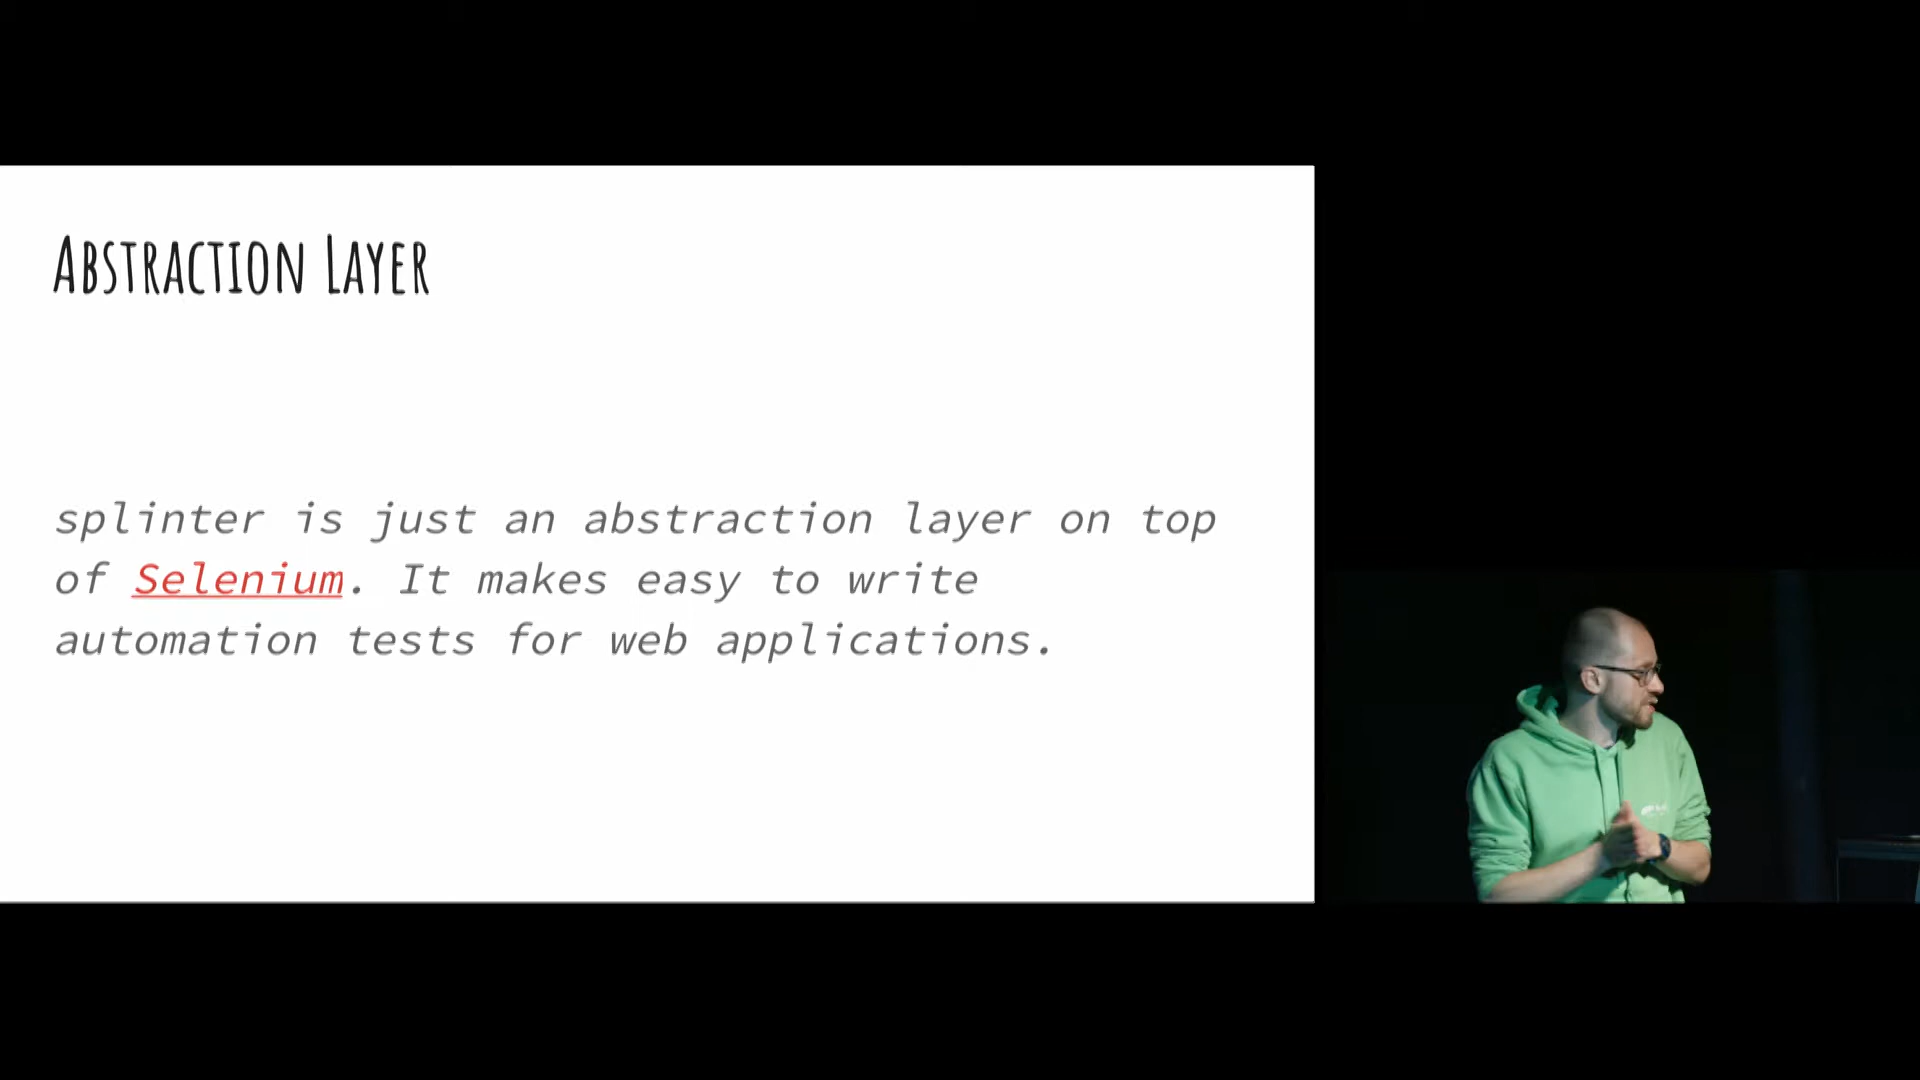 ABSTRACTION LAYER
splinter is just an abstraction layer on top
of Selenium. It makes easy to write
automation tests for web applications.